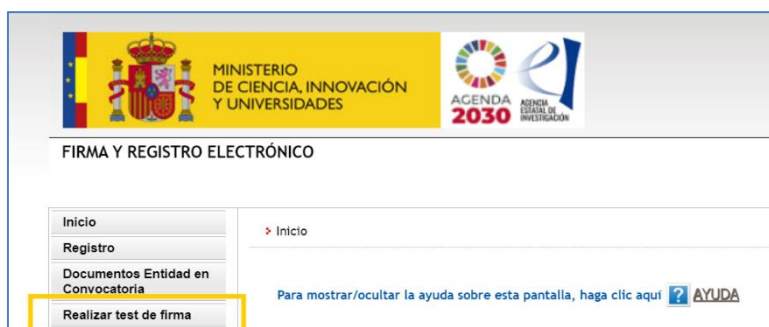 MINISTERIO
DE CIENCIA, INNOVACIÓN
Y UNIVERSIDADES
AGENDA
2030
AGENCIA
ESTATAL DE
INVESTIGACIÓN
FIRMA Y REGISTRO ELECTRÓNICO
Inicio
Registro
Documentos Entidad en
Convocatoria
Realizar test de firma
Inicio
Para mostrar/ocultar la ayuda sobre esta pantalla, haga clic aquí ? AYUDA